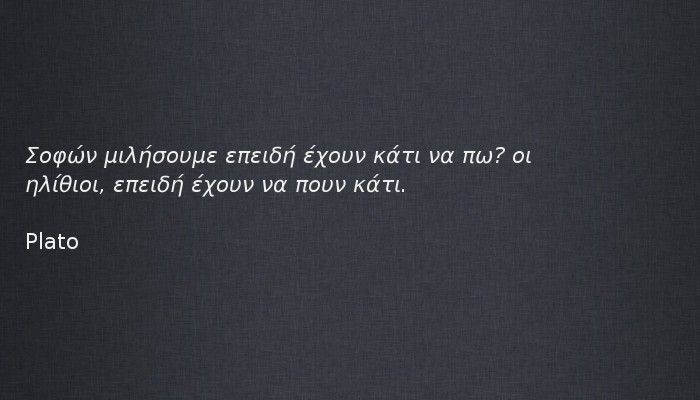 Σοφών μιλήσουμε επειδή έχουν κάτι να πω? οι
ηλίθιοι, επειδή έχουν να πουν κάτι.
Plato